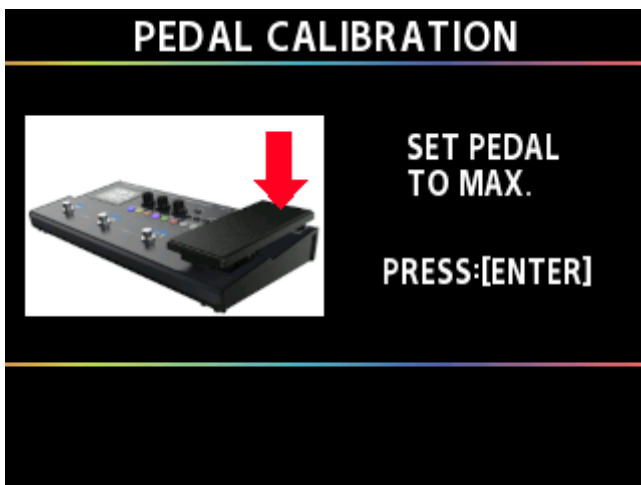 PEDAL CALIBRATION
SET PEDAL
TO MAX.
PRESS:[ENTER]